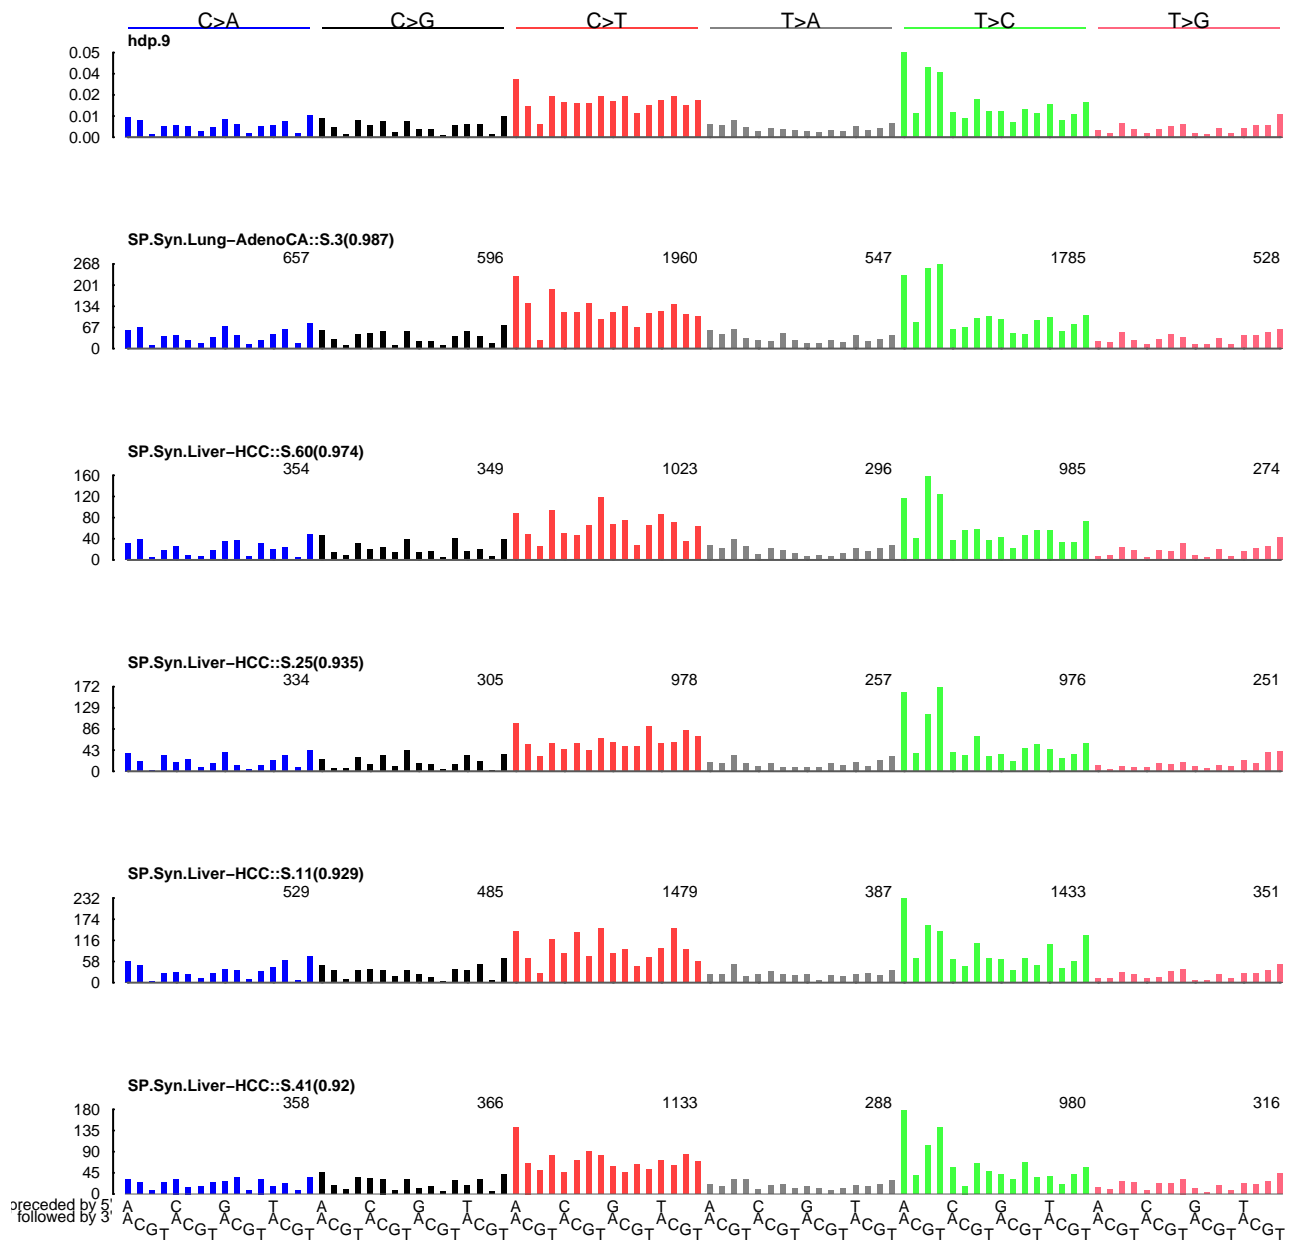 C>A C>G C>T T>A T>C T>G
hdp.9
0.05
0.04
0.02
0.01
0.00
SP.Syn.Lung−AdenoCA::S.3(0.987)
657 596 1960 547 1785 528
268
201
134
67
0
SP.Syn.Liver−HCC::S.60(0.974)
354 349 1023 296 985 274
160
120
80
40
0
SP.Syn.Liver−HCC::S.25(0.935)
334 305 978 257 976 251
172
129
86
43
0
SP.Syn.Liver−HCC::S.11(0.929)
529 485 1479 387 1433 351
232
174
116
58
0
SP.Syn.Liver−HCC::S.41(0.92)
358 366 1133 288 980 316
180
135
90
45
0
preceded by 5' A C G T A C G T A C G T A C G T A C G T A C G T
followed by 3' A C G T A C G T A C G T A C G T A C G T A C G T A C G T A C G T A C G T A C G T A C G T A C G T A C G T A C G T A C G T A C G T A C G T A C G T A C G T A C G T A C G T A C G T A C G T A C G T